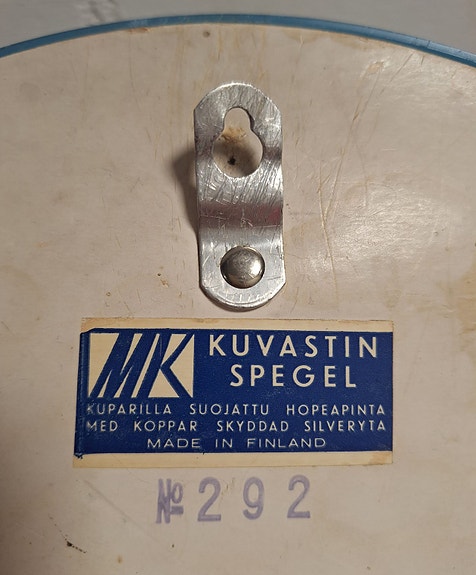 MK KUVASTIN
SPEGEL
KUPARILLA SUOJATTU HOPEAPINTA
MED KOPPAR SKYDDAD SILVERYTA
MADE IN FINLAND
№ 292